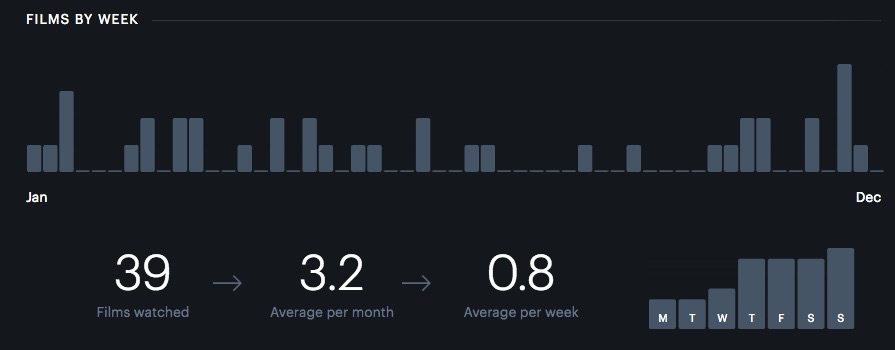 FILMS BY WEEK
Jan Dec
39 → 3.2 → 0.8
Films watched Average per month Average per week
M T W T F S S